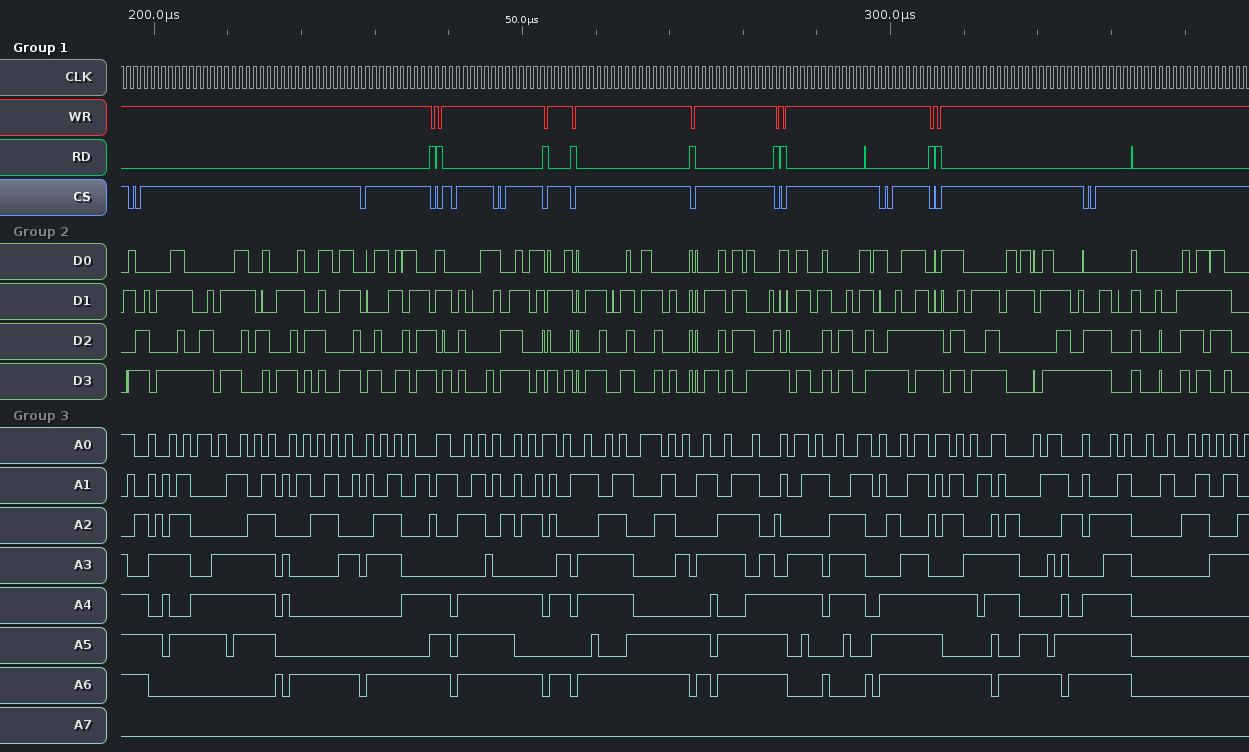 200.0µs 50.0µs 300.0µs
Group 1
CLK
WR
RD
CS
Group 2
D0
D1
D2
D3
Group 3
A0
A1
A2
A3
A4
A5
A6
A7